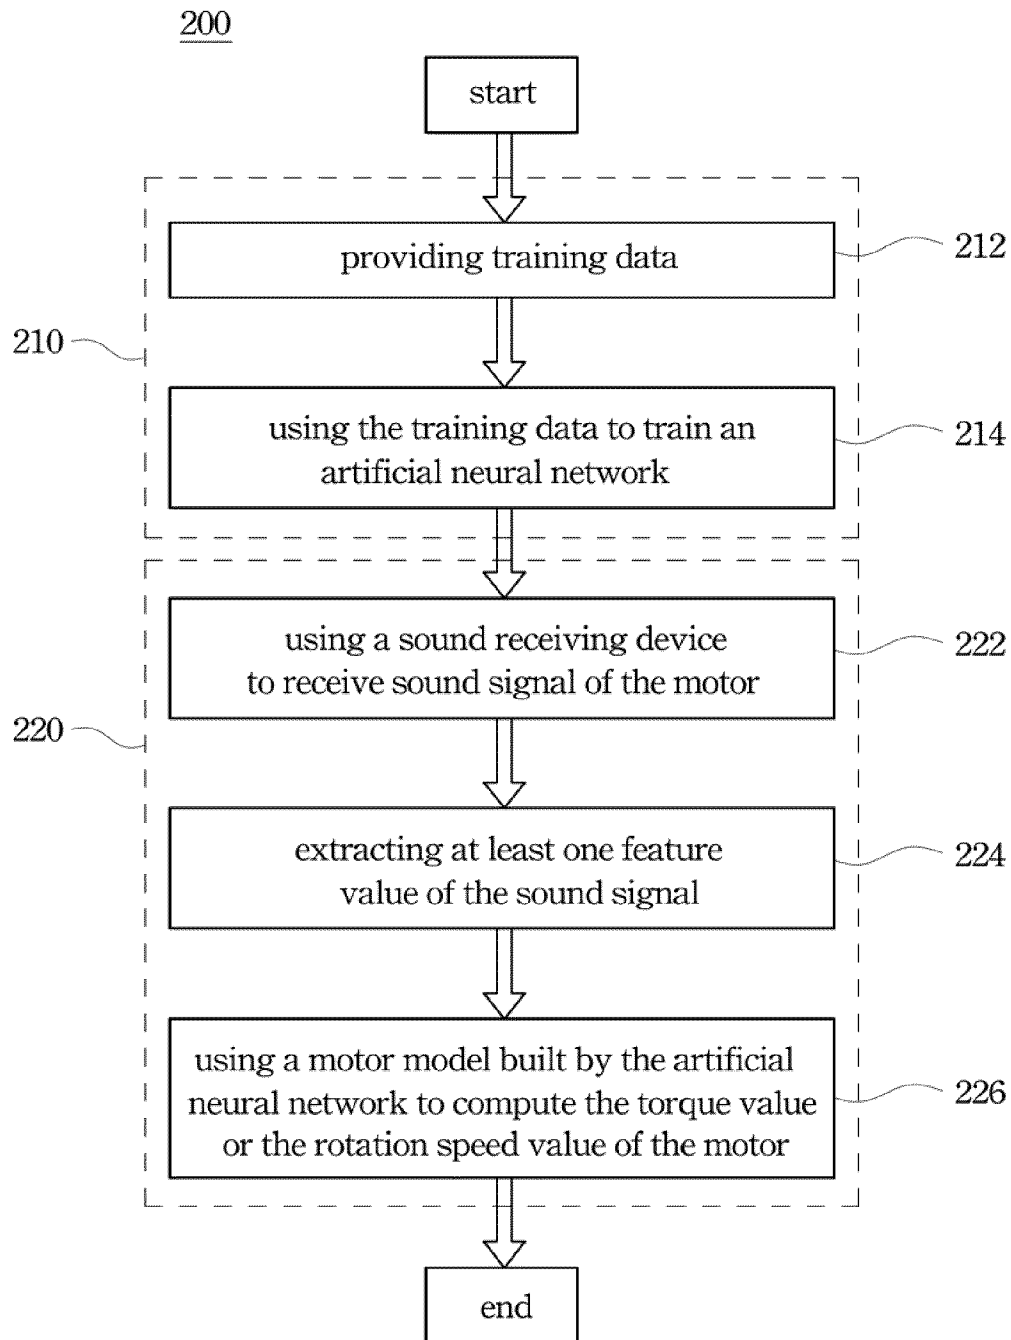 200
start
providing training data
212
210
using the training data to train an
artificial neural network
214
using a sound receiving device
to receive sound signal of the motor
222
220
extracting at least one feature
value of the sound signal
224
using a motor model built by the artificial
neural network to compute the torque value
or the rotation speed value of the motor
226
end